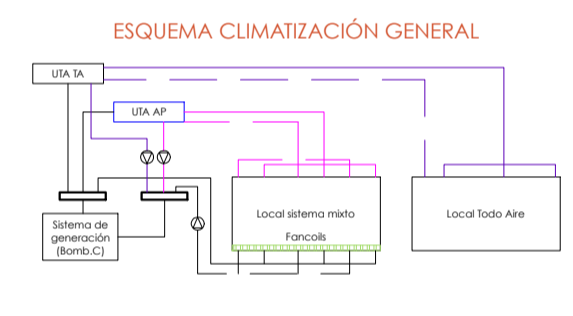 ESQUEMA CLIMATIZACIÓN GENERAL
UTA TA
UTA AP
Sistema de
generación
(Bomb.C)
Local sistema mixto
Fancoils
Local Todo Aire